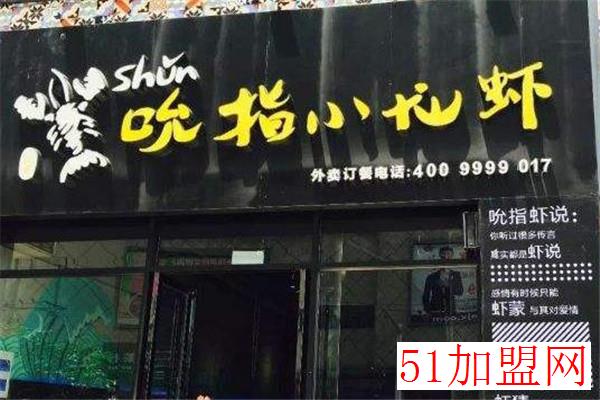 shǔn
吮指小龙虾
外卖订餐电话:400 9999 017
吮指虾说:
你听过很多传言
其实都是虾说
感情有时候只能
虾蒙 与其对爱情
51加盟网